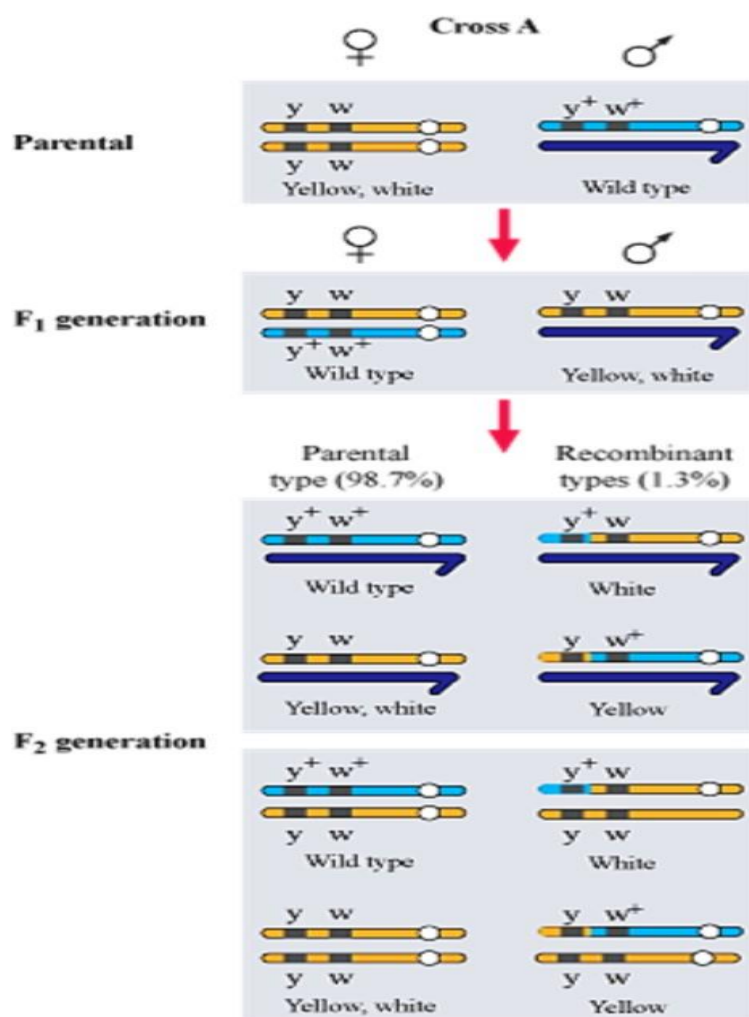 Cross A
♀ ♂
Parental
y w y⁺ w⁺
y w
Yellow, white Wild type
♀ ♂
F₁ generation
y w y w
y⁺ w⁺
Wild type Yellow, white
Parental Recombinant
type (98.7%) types (1.3%)
y⁺ w⁺ y⁺ w
Wild type White
y w y w⁺
Yellow, white Yellow
F₂ generation
y⁺ w⁺ y⁺ w
y w y w
Wild type White
y w y w⁺
y w y w
Yellow, white Yellow